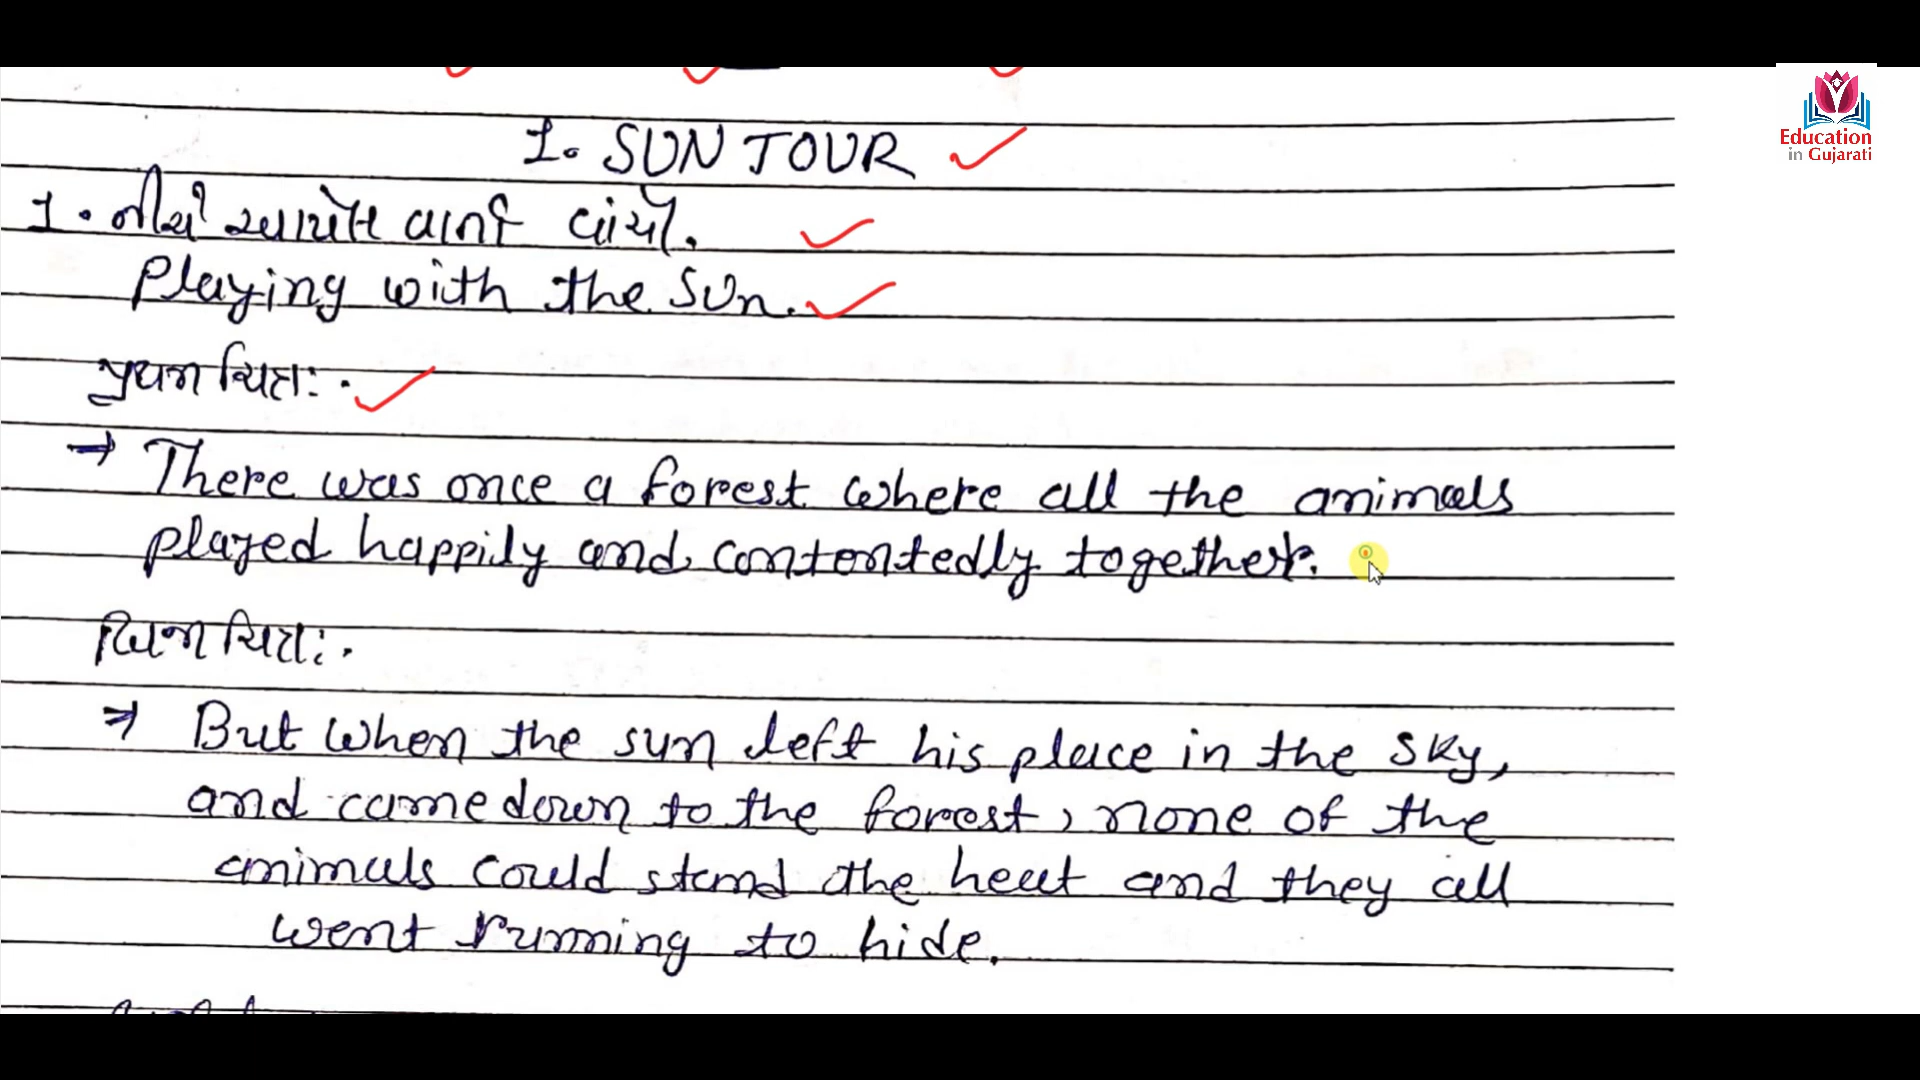 Education
in Gujarati
1. SUN TOUR
1. નીચે આપેલ વાર્તા વાંચો.
Playing with the Sun.
પ્રથમ ચિત્ર:-
→ There was once a forest where all the animals
played happily and contentedly together.
ચિત્ર:-
⇒ But when the sun left his place in the sky,
and came down to the forest, none of the
animals could stand the heat and they all
went running to hide.